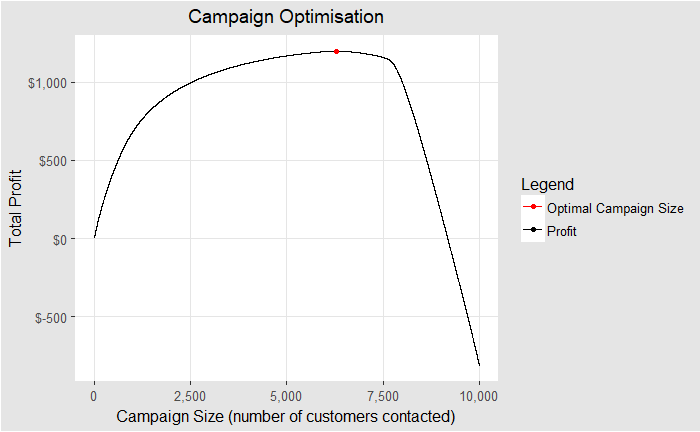 Campaign Optimisation
Total Profit
$1,000
$500
$0
$-500
0 2,500 5,000 7,500 10,000
Campaign Size (number of customers contacted)
Legend
Optimal Campaign Size
Profit